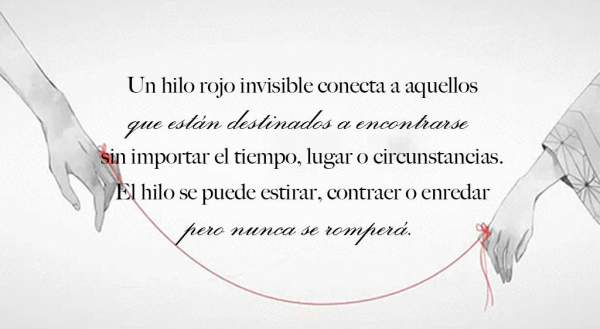 Un hilo rojo invisible conecta a aquellos
que están destinados a encontrarse
sin importar el tiempo, lugar o circunstancias.
El hilo se puede estirar, contraer o enredar
pero nunca se romperá.